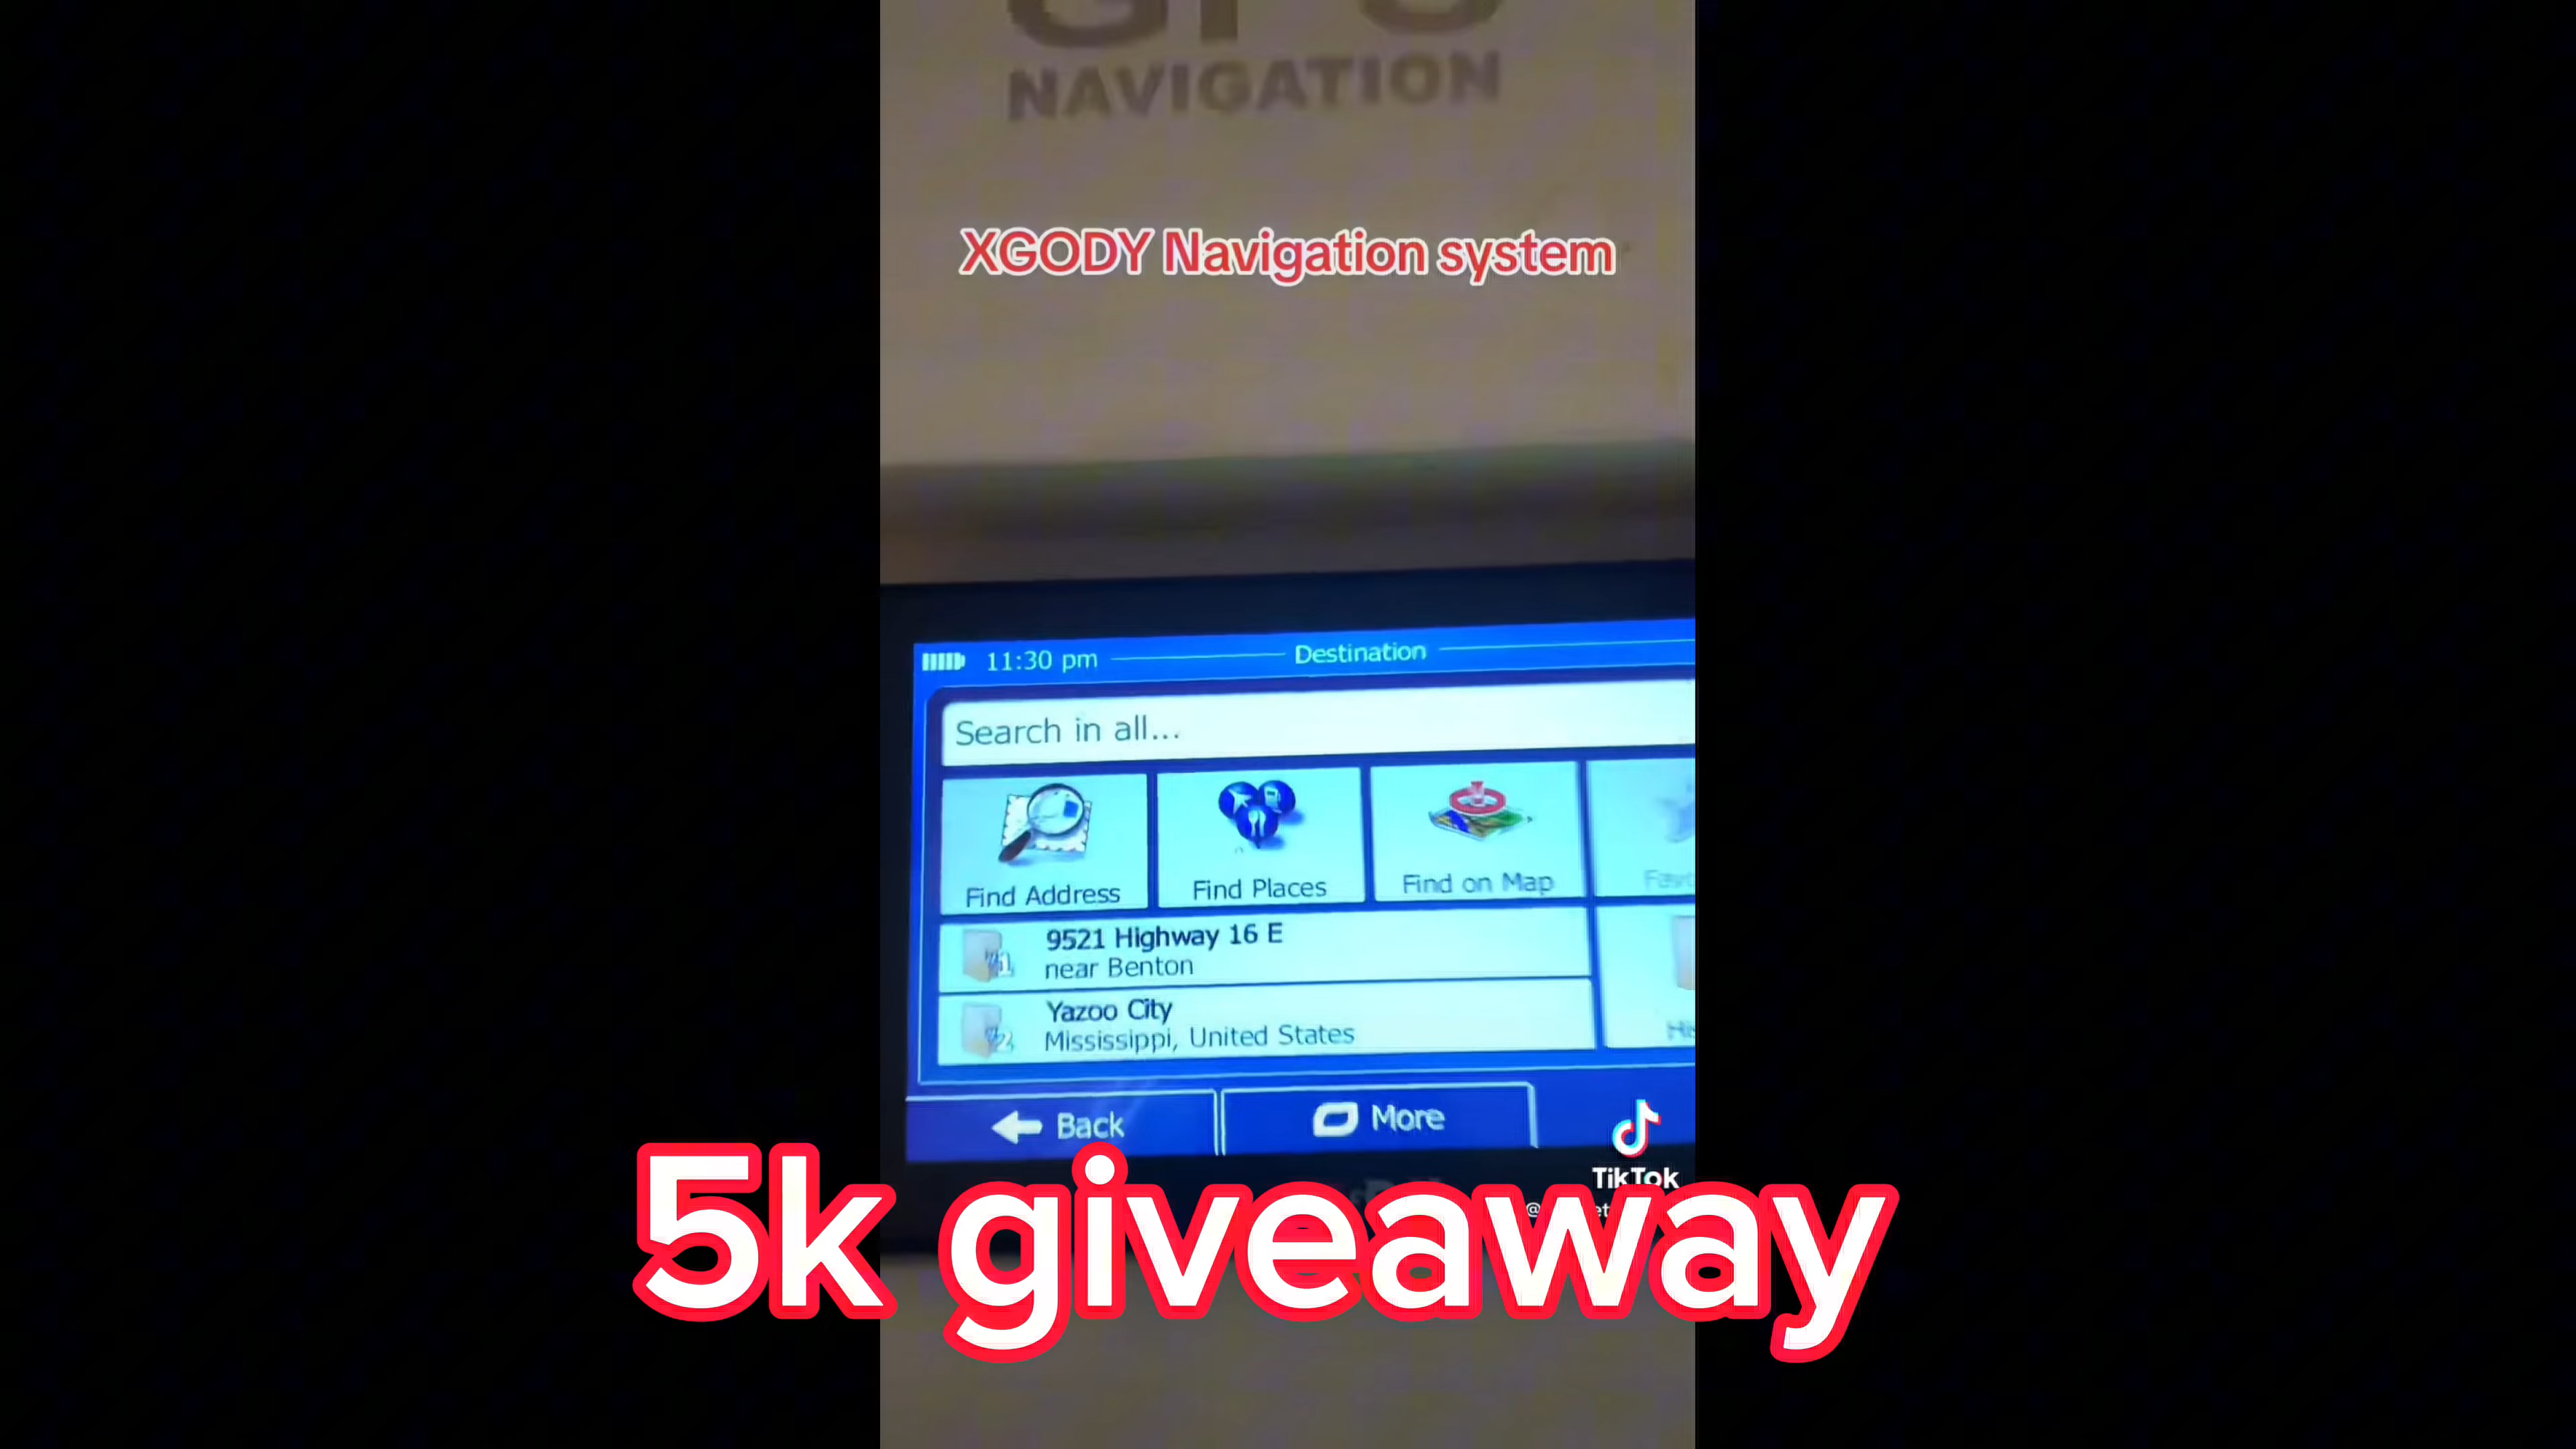 GPS
NAVIGATION
XGODY Navigation system
11:30 pm
Destination
Search in all...
Find Address
Find Places
Find on Map
9521 Highway 16 E
near Benton
Yazoo City
Mississippi, United States
Back
More
TikTok
5k giveaway